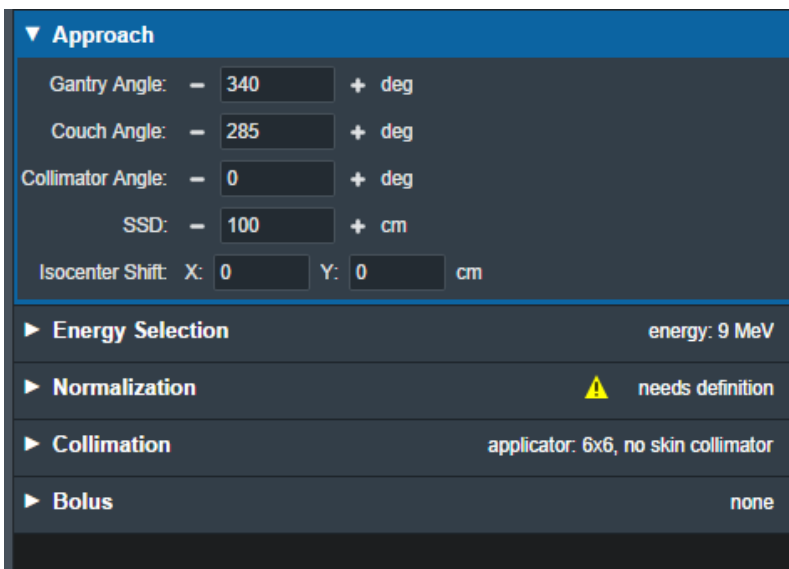 ▼ Approach
Gantry Angle: − 340 + deg
Couch Angle: − 285 + deg
Collimator Angle: − 0 + deg
SSD: − 100 + cm
Isocenter Shift: X: 0 Y: 0 cm
► Energy Selection energy: 9 MeV
► Normalization needs definition
► Collimation applicator: 6x6, no skin collimator
► Bolus none